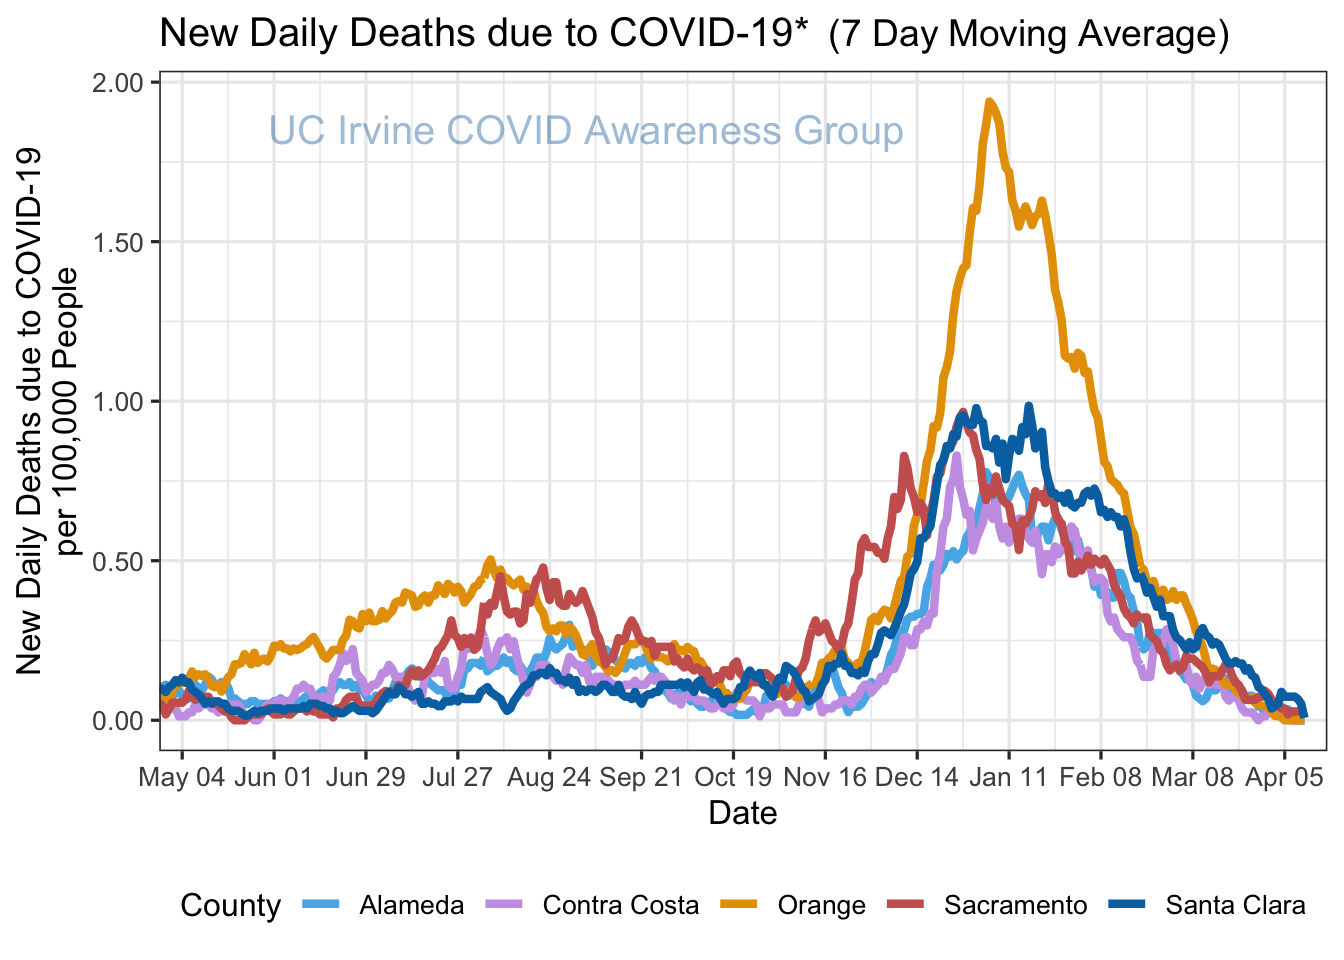 New Daily Deaths due to COVID-19* (7 Day Moving Average)
UC Irvine COVID Awareness Group
New Daily Deaths due to COVID-19
per 100,000 People
2.00
1.50
1.00
0.50
0.00
May 04 Jun 01 Jun 29 Jul 27 Aug 24 Sep 21 Oct 19 Nov 16 Dec 14 Jan 11 Feb 08 Mar 08 Apr 05
Date
County Alameda Contra Costa Orange Sacramento Santa Clara